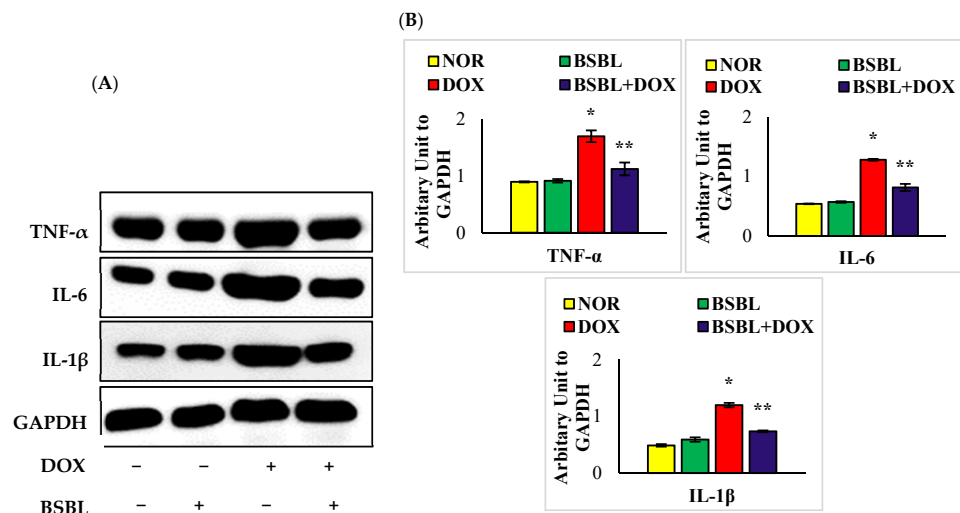 (A)
TNF-α
IL-6
IL-1β
GAPDH
DOX − − + +
BSBL − + − +
(B)
NOR BSBL
DOX BSBL+DOX
Arbitary Unit to
GAPDH
2
1
0
*
**
TNF-α
NOR BSBL
DOX BSBL+DOX
Arbitary Unit to
GAPDH
2
1
0
*
**
IL-6
NOR BSBL
DOX BSBL+DOX
Arbitary Unit to
GAPDH
2
1
0
*
**
IL-1β